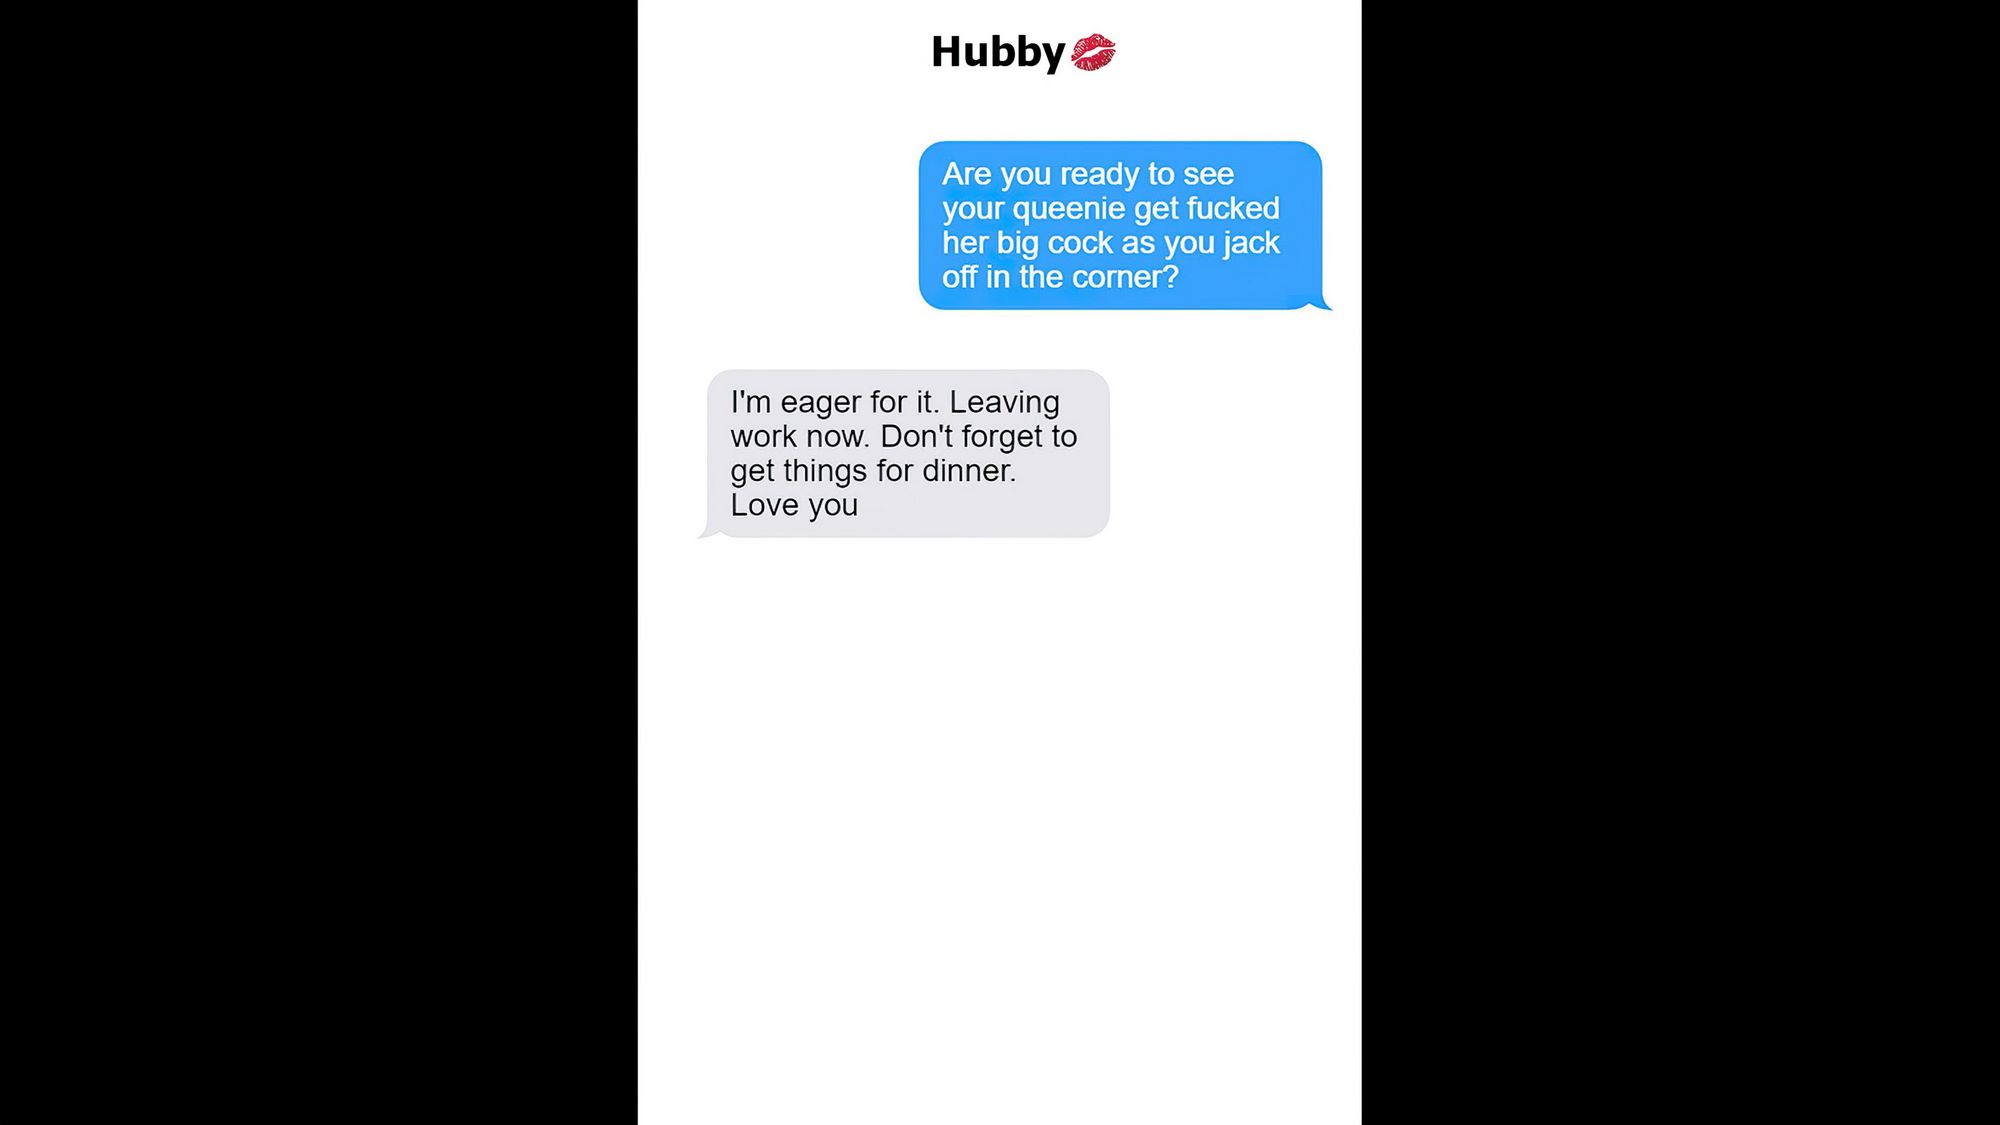 Hubby💋
Are you ready to see
your queenie get fucked
her big cock as you jack
off in the corner?
I'm eager for it. Leaving
work now. Don't forget to
get things for dinner.
Love you